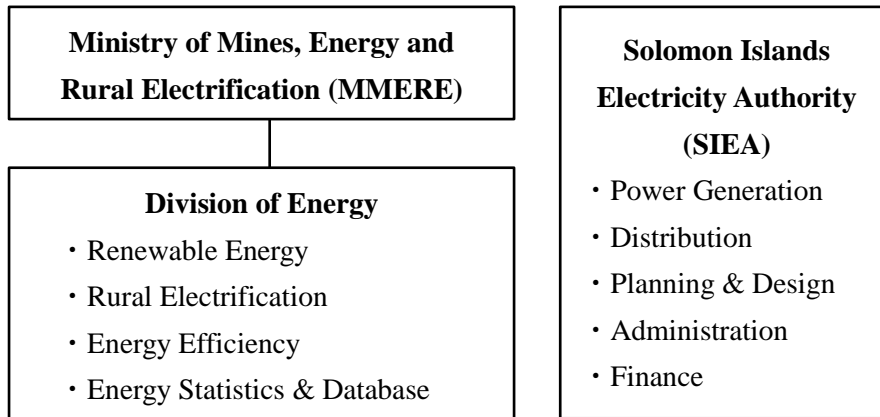 Ministry of Mines, Energy and
Rural Electrification (MMERE)
Division of Energy
・Renewable Energy
・Rural Electrification
・Energy Efficiency
・Energy Statistics & Database
Solomon Islands
Electricity Authority
(SIEA)
・Power Generation
・Distribution
・Planning & Design
・Administration
・Finance